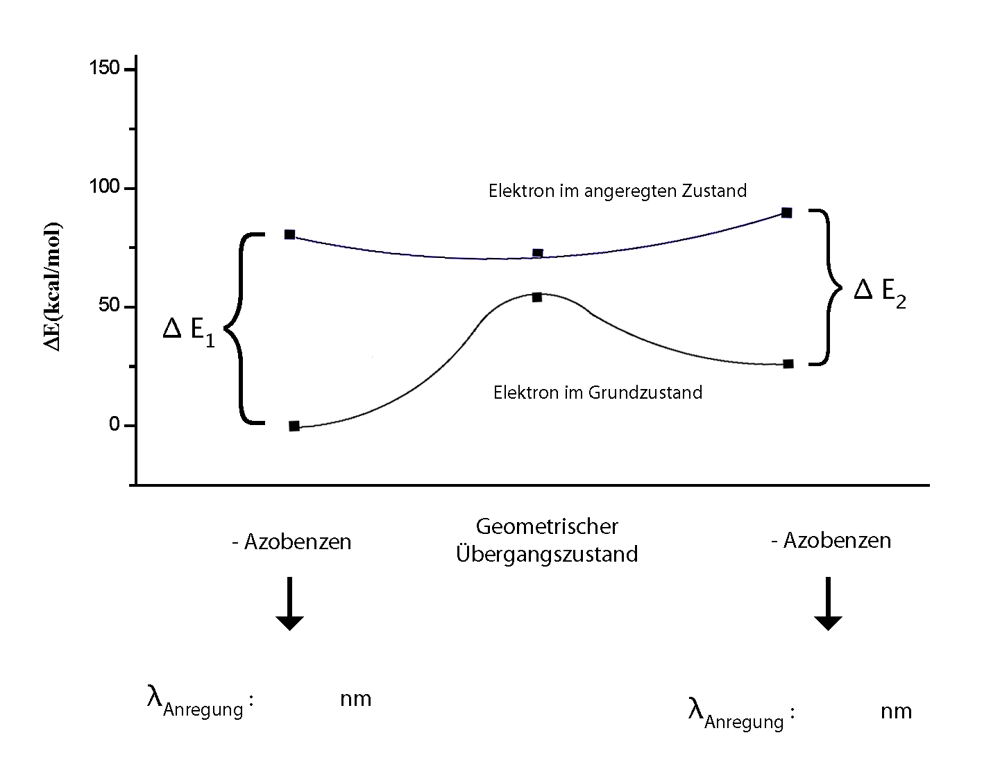 150
100
50
0
ΔE(kcal/mol)
Elektron im angeregten Zustand
Δ E1
Δ E2
Elektron im Grundzustand
- Azobenzen
Geometrischer
Übergangszustand
- Azobenzen
λAnregung : nm
λAnregung : nm